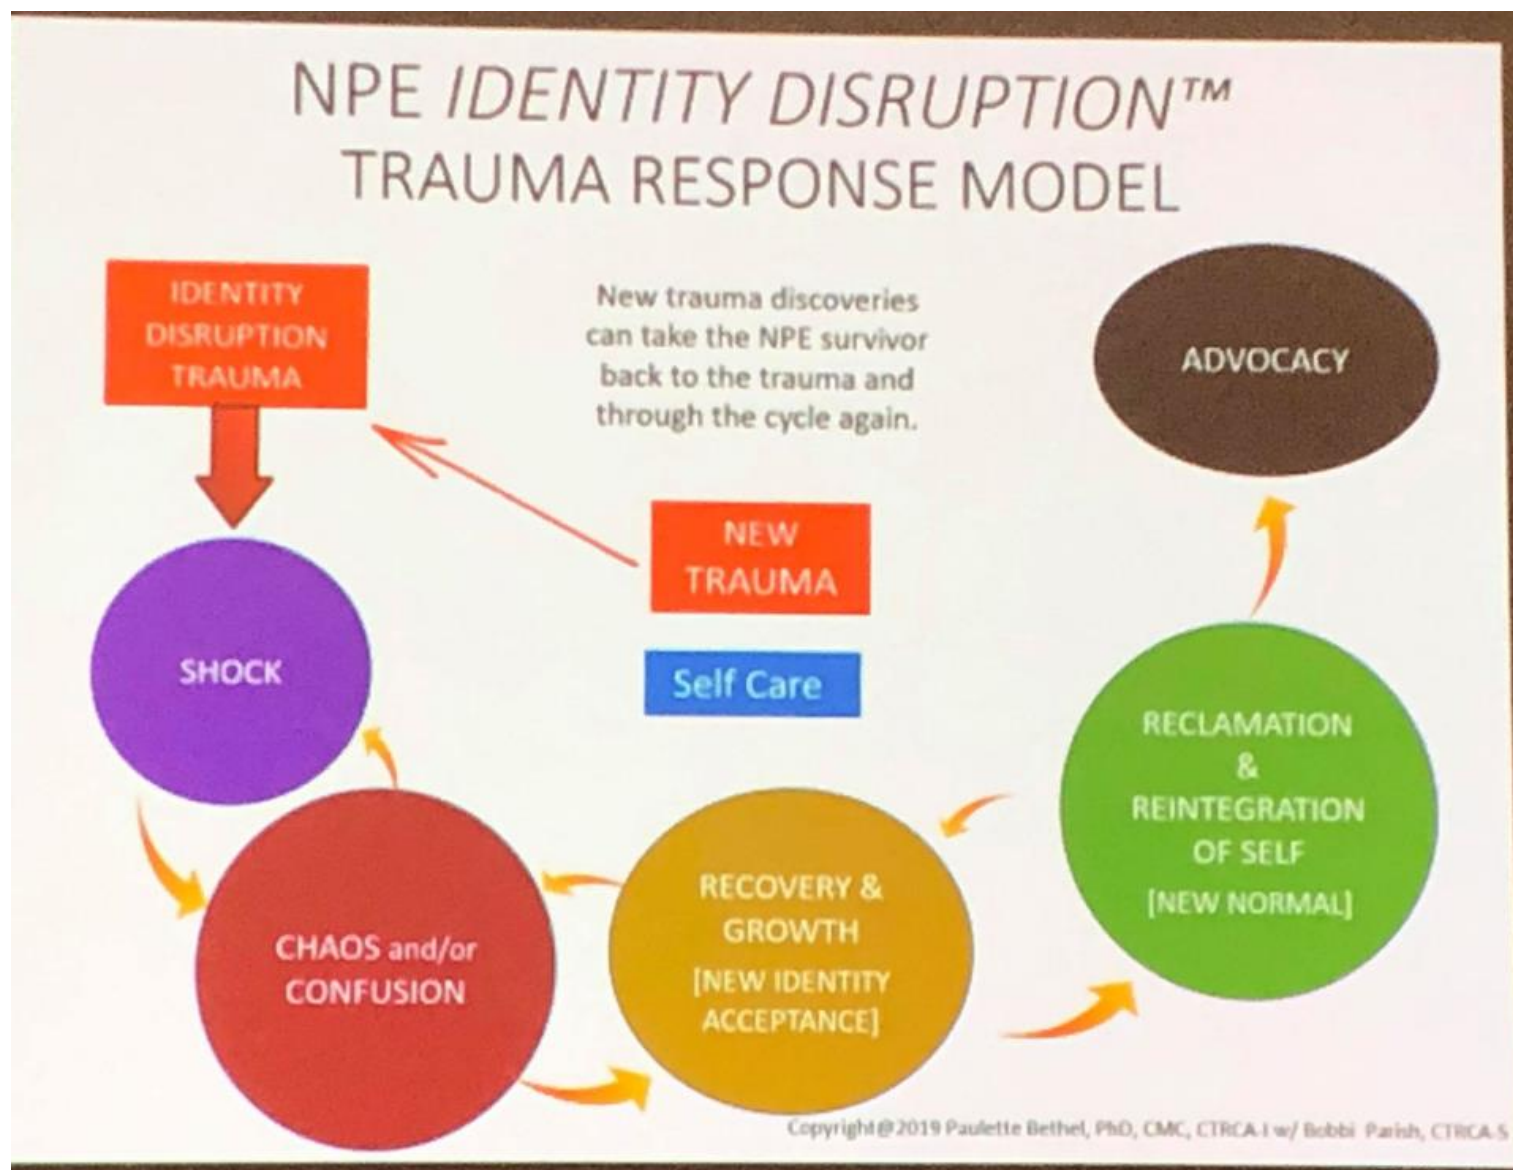 NPE IDENTITY DISRUPTION™
TRAUMA RESPONSE MODEL
IDENTITY
DISRUPTION
TRAUMA
New trauma discoveries
can take the NPE survivor
back to the trauma and
through the cycle again.
ADVOCACY
NEW
TRAUMA
Self Care
SHOCK
RECLAMATION
&
REINTEGRATION
OF SELF
[NEW NORMAL]
RECOVERY &
GROWTH
[NEW IDENTITY
ACCEPTANCE]
CHAOS and/or
CONFUSION
Copyright@2019 Paulette Bethel, PhD, CMC, CTRCA-I w/ Bobbi Parish, CTRCA-S